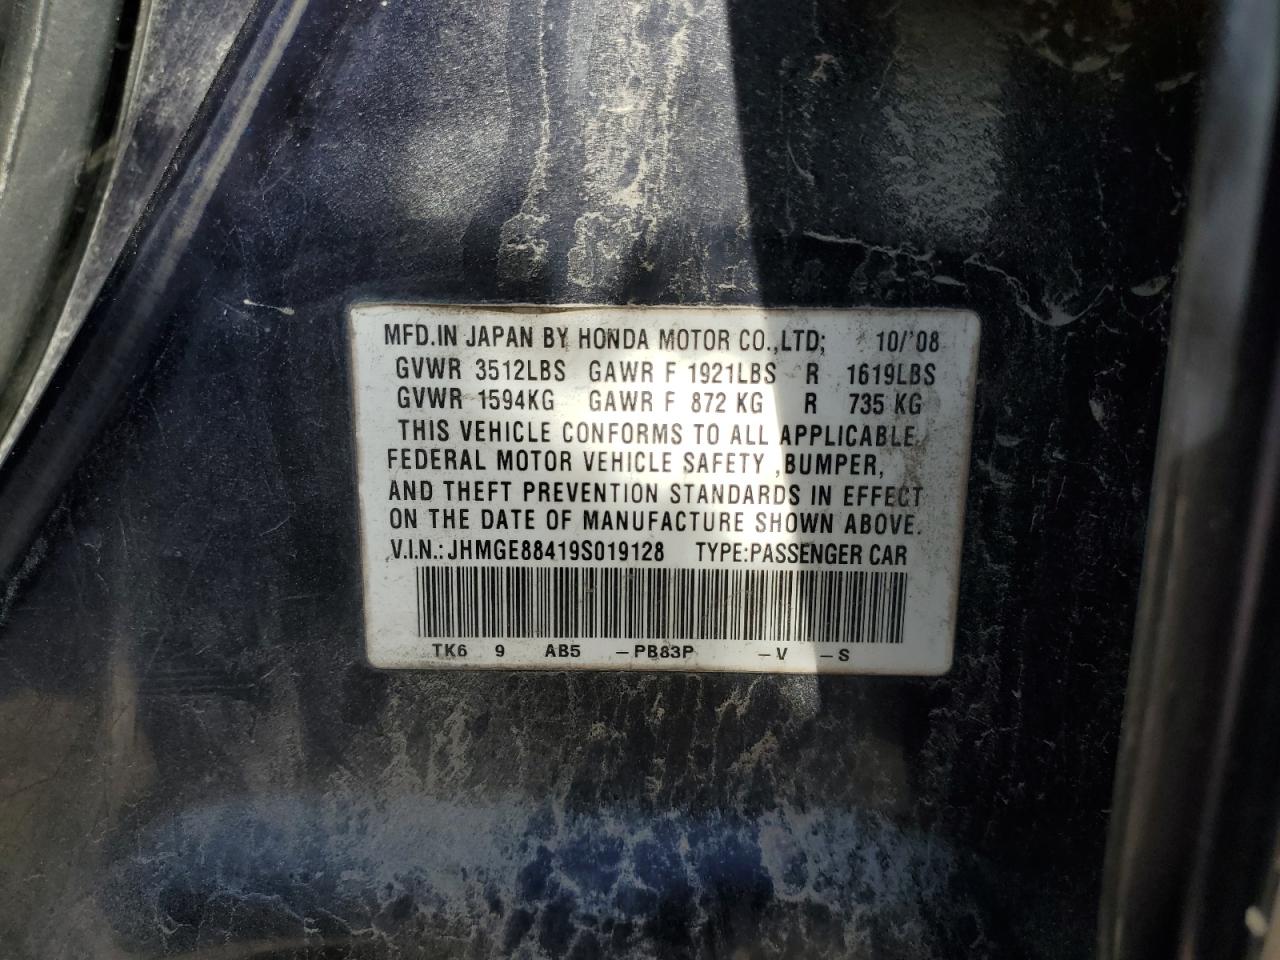 MFD.IN JAPAN BY HONDA MOTOR CO.,LTD; 10/'08
GVWR 3512LBS GAWR F 1921LBS R 1619LBS
GVWR 1594KG GAWR F 872 KG R 735 KG
THIS VEHICLE CONFORMS TO ALL APPLICABLE
FEDERAL MOTOR VEHICLE SAFETY ,BUMPER,
AND THEFT PREVENTION STANDARDS IN EFFECT
ON THE DATE OF MANUFACTURE SHOWN ABOVE.
V.I.N.: JHMGE88419S019128 TYPE:PASSENGER CAR
TK6 9 AB5 -PB83P -V -S